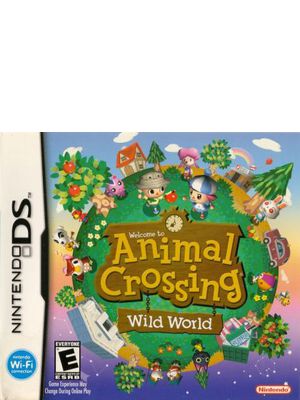 NINTENDO DS™
nintendo
Wi-Fi
connection
Welcome to
Animal
Crossing
Wild World
EVERYONE
E
ESRB
Game Experience May
Change During Online Play
Nintendo